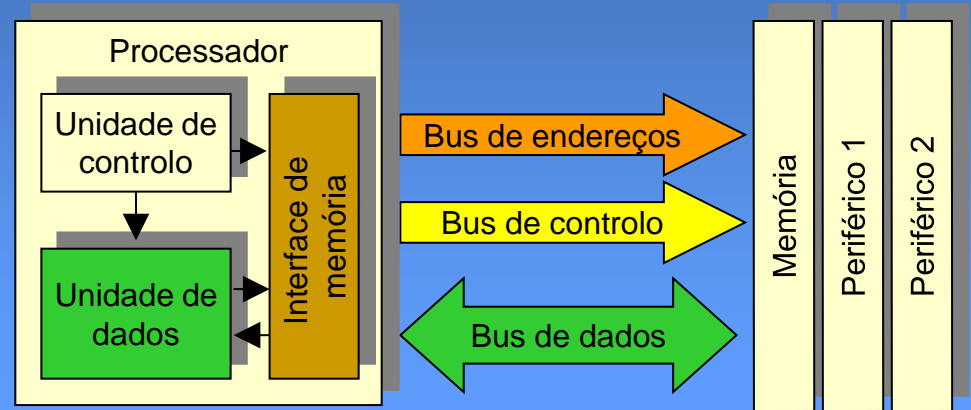 Processador
Unidade de
controlo
Unidade de
dados
Interface de
memória
Bus de endereços
Bus de controlo
Bus de dados
Memória
Periférico 1
Periférico 2